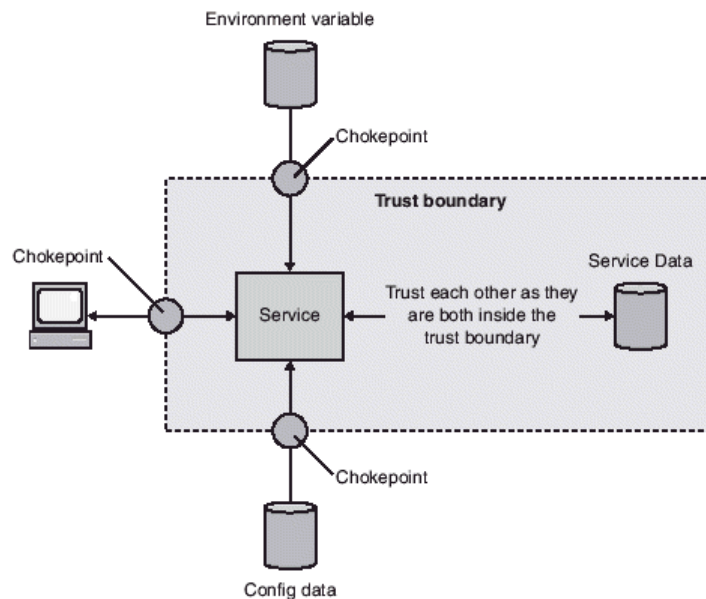 Environment variable
Chokepoint
Trust boundary
Chokepoint
Service Data
Service
Trust each other as they
are both inside the
trust boundary
Chokepoint
Config data